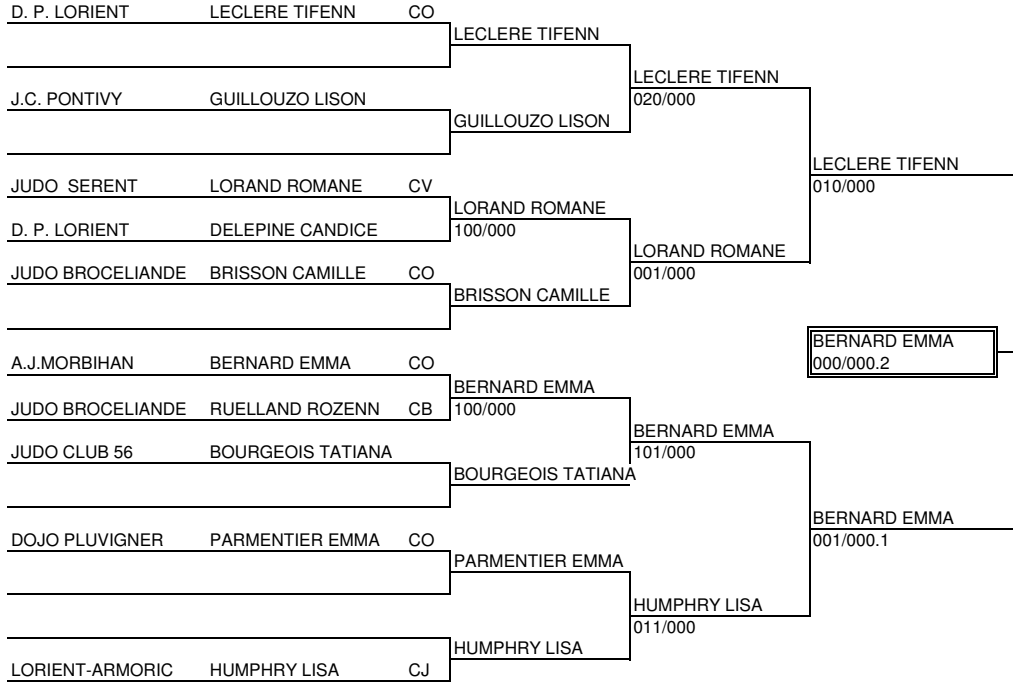 D. P. LORIENT LECLERE TIFENN CO
LECLERE TIFENN
LECLERE TIFENN
020/000
J.C. PONTIVY GUILLOUZO LISON
GUILLOUZO LISON
LECLERE TIFENN
010/000
JUDO SERENT LORAND ROMANE CV
LORAND ROMANE
100/000
D. P. LORIENT DELEPINE CANDICE
LORAND ROMANE
001/000
JUDO BROCELIANDE BRISSON CAMILLE CO
BRISSON CAMILLE
BERNARD EMMA
000/000.2
A.J.MORBIHAN BERNARD EMMA CO
BERNARD EMMA
100/000
JUDO BROCELIANDE RUELLAND ROZENN CB
BERNARD EMMA
101/000
JUDO CLUB 56 BOURGEOIS TATIANA
BOURGEOIS TATIANA
BERNARD EMMA
001/000.1
DOJO PLUVIGNER PARMENTIER EMMA CO
PARMENTIER EMMA
HUMPHRY LISA
011/000
HUMPHRY LISA
LORIENT-ARMORIC HUMPHRY LISA CJ